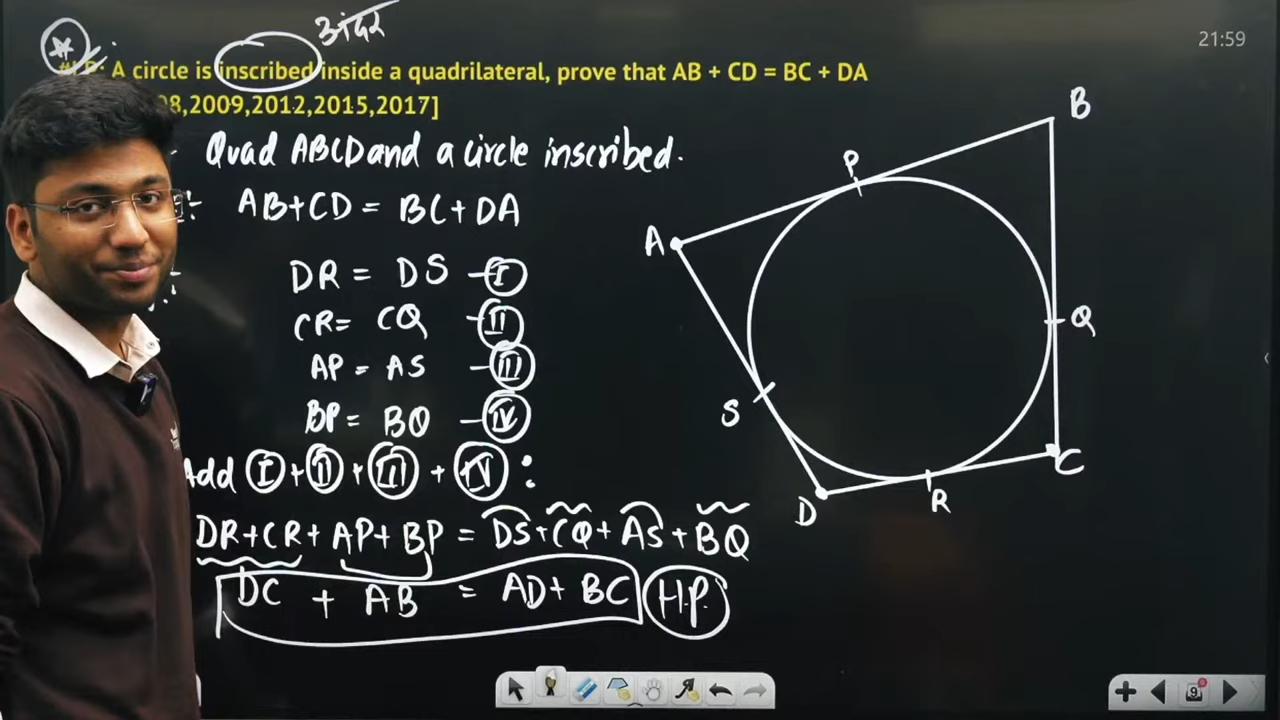 21:59
A circle is inscribed inside a quadrilateral, prove that AB + CD = BC + DA
8,2009,2012,2015,2017]
Quad ABCD and a circle inscribed.
AB+CD = BC+DA
DR = DS - I
CR = CQ - II
AP = AS - III
BP = BQ - IV
Add I + II + III + IV :
DR+CR+ AP+ BP = DS+CQ+ AS+BQ
DC + AB = AD+ BC H.P.
B
P
A
Q
S
C
D
R
9